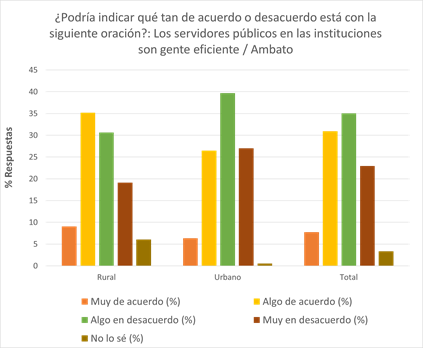 ¿Podría indicar qué tan de acuerdo o desacuerdo está con la
siguiente oración?: Los servidores públicos en las instituciones
son gente eficiente / Ambato
% Respuestas
45
40
35
30
25
20
15
10
5
0
Rural
Urbano
Total
Muy de acuerdo (%)
Algo de acuerdo (%)
Algo en desacuerdo (%)
Muy en desacuerdo (%)
No lo sé (%)